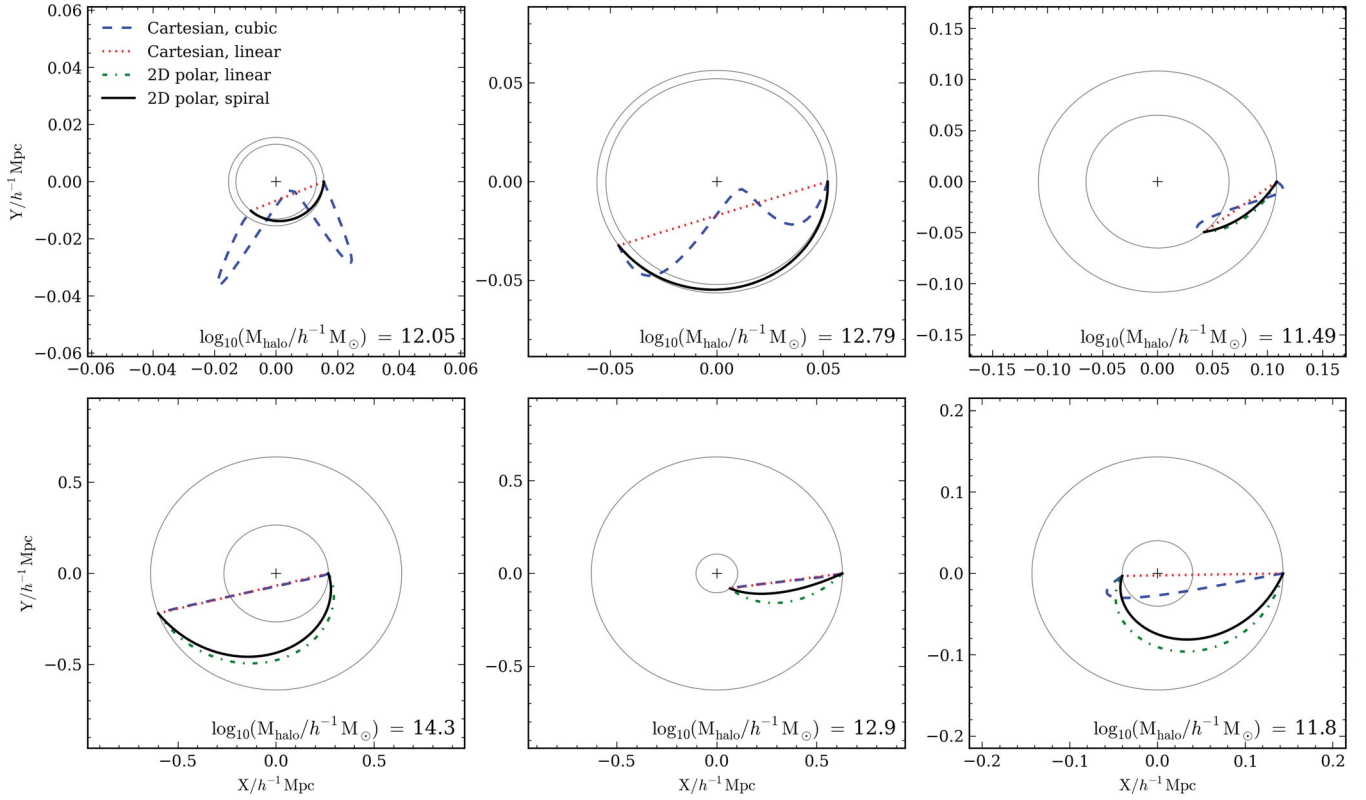 Cartesian, cubic
Cartesian, linear
2D polar, linear
2D polar, spiral
0.06
0.04
0.02
0.00
−0.02
−0.04
−0.06
Y/h⁻¹ Mpc
log₁₀(M_halo/h⁻¹ M_⊙) = 12.05
−0.06 −0.04 −0.02 0.00 0.02 0.04 0.06
0.05
0.00
−0.05
log₁₀(M_halo/h⁻¹ M_⊙) = 12.79
−0.05 0.00 0.05
0.15
0.10
0.05
0.00
−0.05
−0.10
−0.15
log₁₀(M_halo/h⁻¹ M_⊙) = 11.49
−0.15 −0.10 −0.05 0.00 0.05 0.10 0.15
0.5
0.0
−0.5
Y/h⁻¹ Mpc
log₁₀(M_halo/h⁻¹ M_⊙) = 14.3
−0.5 0.0 0.5
X/h⁻¹ Mpc
0.5
0.0
−0.5
log₁₀(M_halo/h⁻¹ M_⊙) = 12.9
−0.5 0.0 0.5
X/h⁻¹ Mpc
0.2
0.1
0.0
−0.1
−0.2
log₁₀(M_halo/h⁻¹ M_⊙) = 11.8
−0.2 −0.1 0.0 0.1 0.2
X/h⁻¹ Mpc